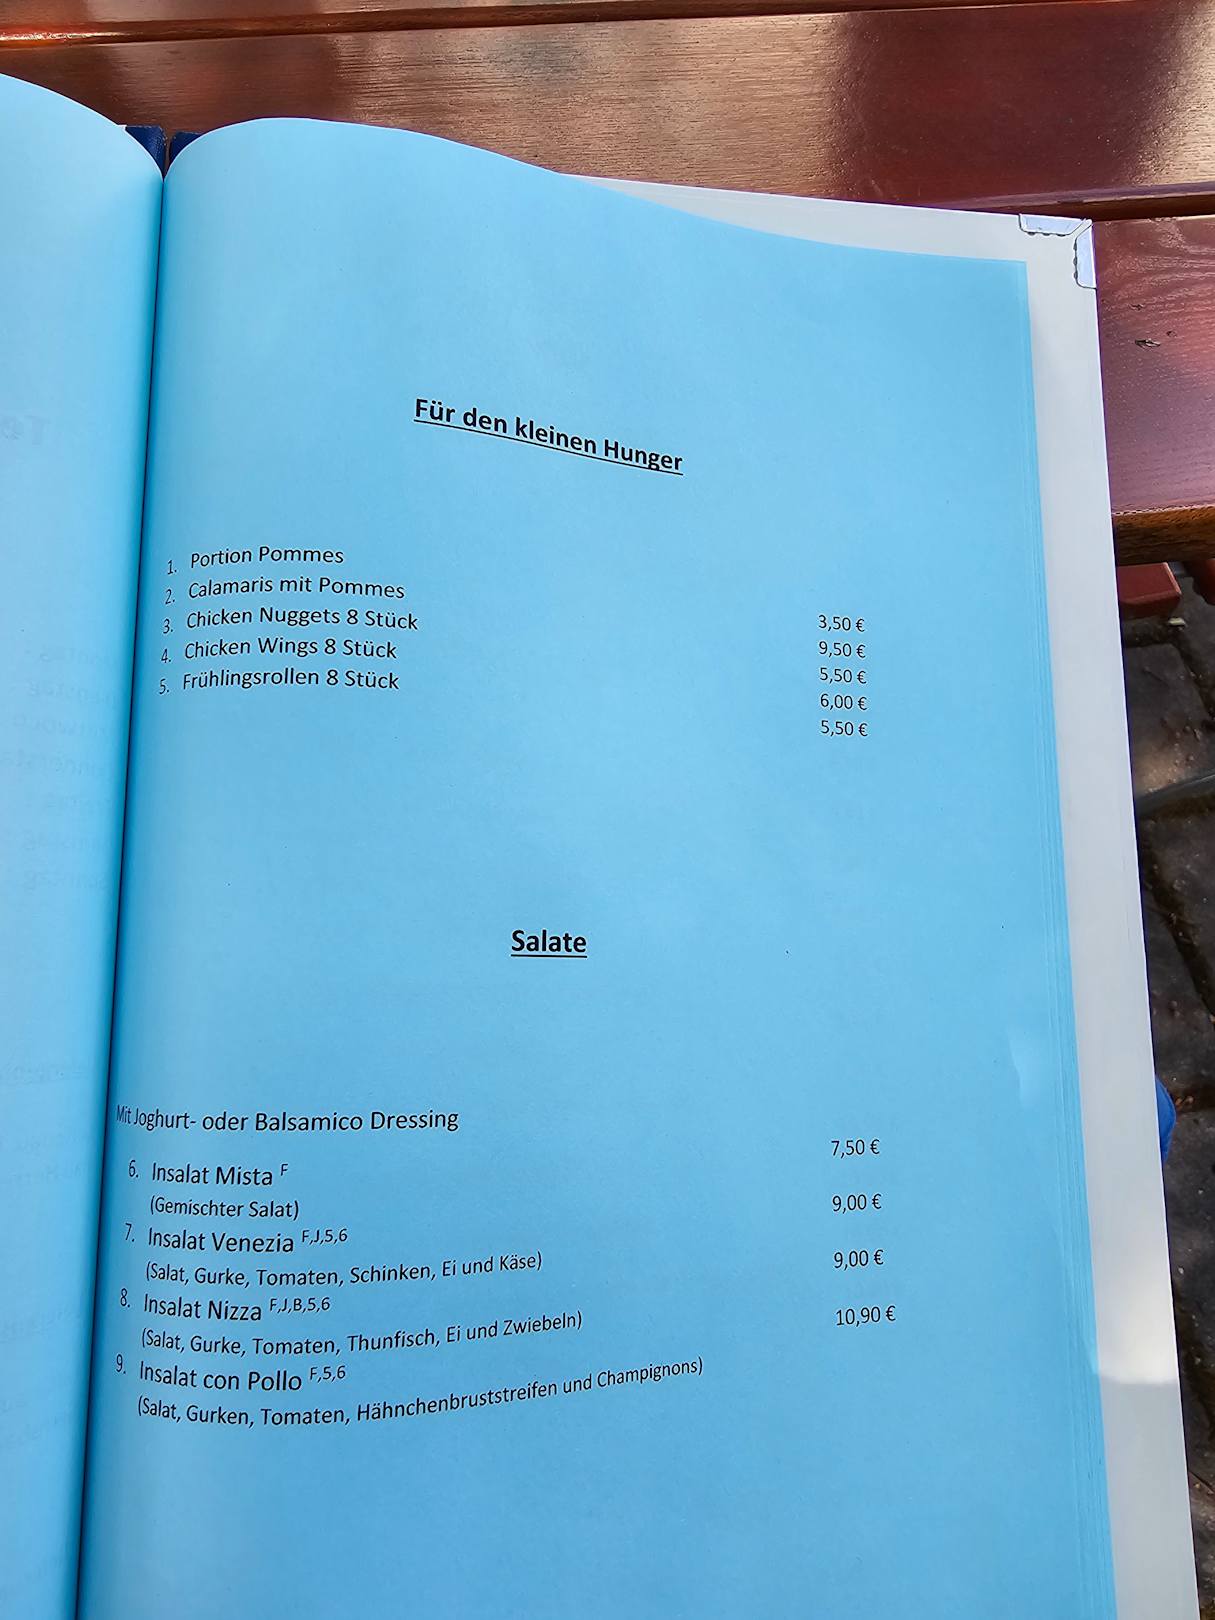 Für den kleinen Hunger
1. Portion Pommes 3,50 €
2. Calamaris mit Pommes 9,50 €
3. Chicken Nuggets 8 Stück 5,50 €
4. Chicken Wings 8 Stück 6,00 €
5. Frühlingsrollen 8 Stück 5,50 €
Salate
Mit Joghurt- oder Balsamico Dressing
6. Insalat Mista F 7,50 €
(Gemischter Salat)
7. Insalat Venezia F,J,5,6 9,00 €
(Salat, Gurke, Tomaten, Schinken, Ei und Käse)
8. Insalat Nizza F,J,B,5,6 9,00 €
(Salat, Gurke, Tomaten, Thunfisch, Ei und Zwiebeln)
9. Insalat con Pollo F,5,6 10,90 €
(Salat, Gurken, Tomaten, Hähnchenbruststreifen und Champignons)